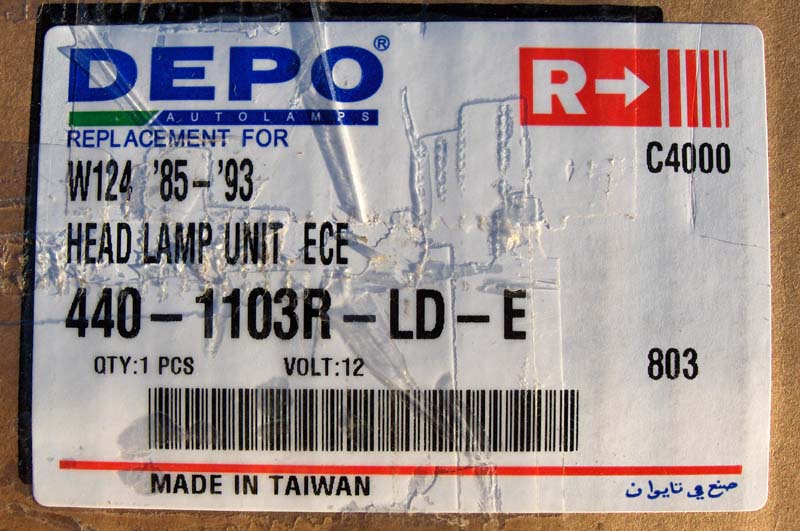 DEPO®
AUTOLAMPS
R→
REPLACEMENT FOR
C4000
W124 '85-'93
HEAD LAMP UNIT ECE
440-1103R-LD-E
QTY:1 PCS VOLT:12 803
MADE IN TAIWAN صنع في تايوان